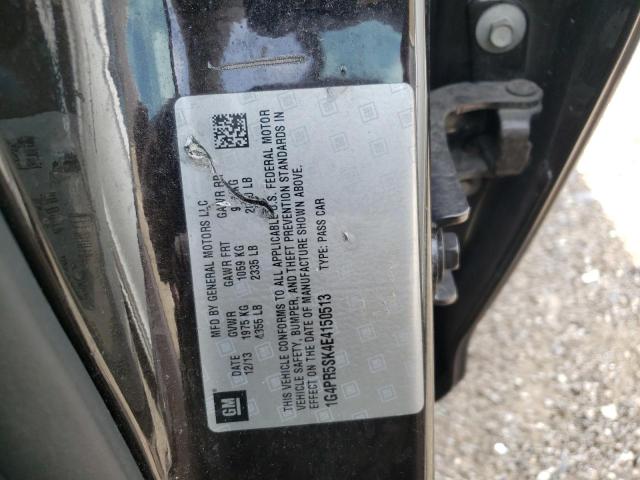 MFD BY GENERAL MOTORS LLC
DATE GVWR GAWR FRT GAWR RR
12/13 1975 KG 1059 KG KG
4355 LB 2335 LB LB
THIS VEHICLE CONFORMS TO ALL APPLICABLE U.S. FEDERAL MOTOR
VEHICLE SAFETY, BUMPER, AND THEFT PREVENTION STANDARDS IN
EFFECT ON THE DATE OF MANUFACTURE SHOWN ABOVE.
TYPE: PASS CAR
1G4PR5SK4E4150513
GM